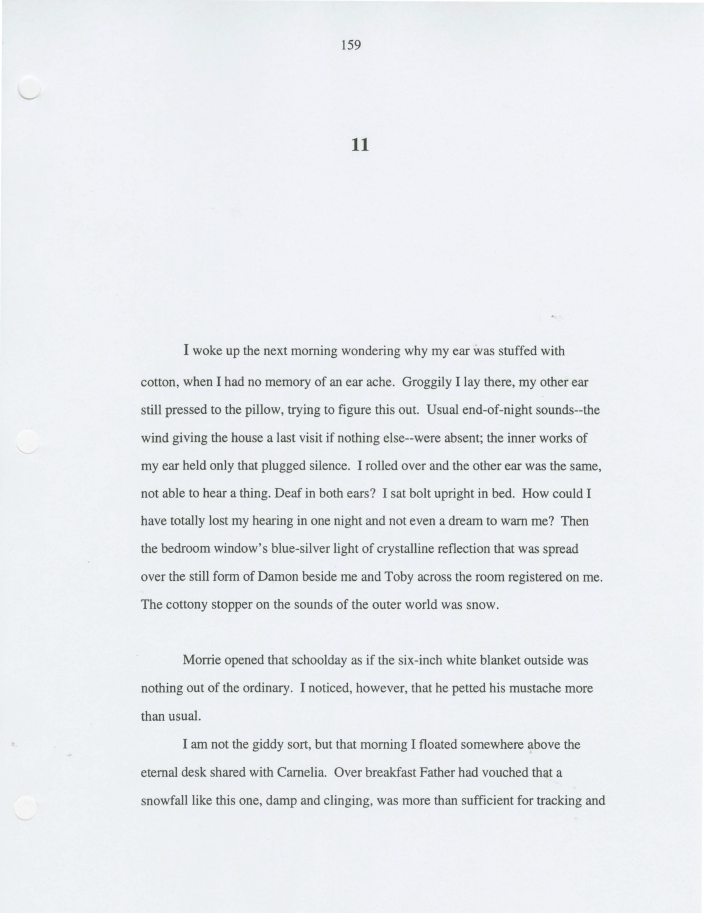 159
11
I woke up the next morning wondering why my ear was stuffed with
cotton, when I had no memory of an ear ache.  Groggily I lay there, my other ear
still pressed to the pillow, trying to figure this out.  Usual end-of-night sounds--the
wind giving the house a last visit if nothing else--were absent; the inner works of
my ear held only that plugged silence.  I rolled over and the other ear was the same,
not able to hear a thing. Deaf in both ears?  I sat bolt upright in bed.  How could I
have totally lost my hearing in one night and not even a dream to warn me?  Then
the bedroom window's blue-silver light of crystalline reflection that was spread
over the still form of Damon beside me and Toby across the room registered on me.
The cottony stopper on the sounds of the outer world was snow.
Morrie opened that schoolday as if the six-inch white blanket outside was
nothing out of the ordinary.  I noticed, however, that he petted his mustache more
than usual.
I am not the giddy sort, but that morning I floated somewhere above the
eternal desk shared with Carnelia.  Over breakfast Father had vouched that a
snowfall like this one, damp and clinging, was more than sufficient for tracking and